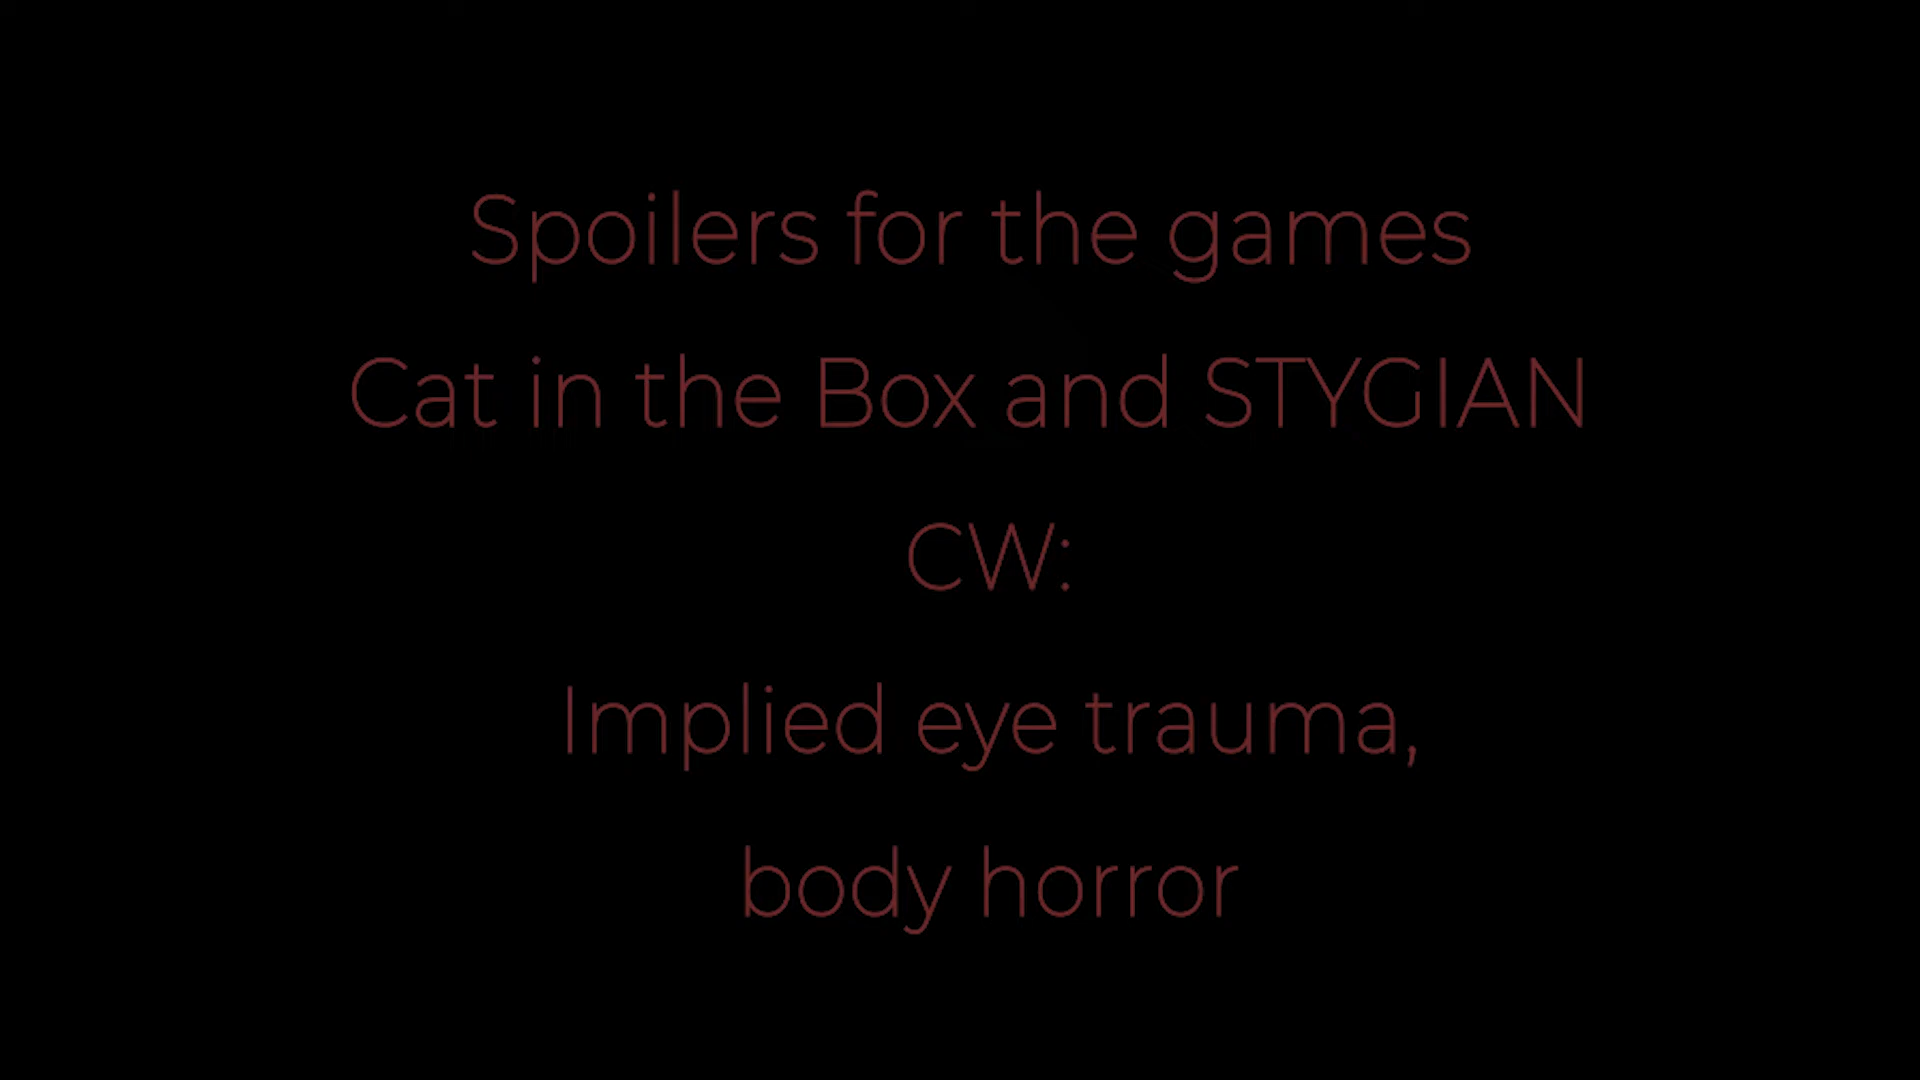 Spoilers for the games
Cat in the Box and STYGIAN
CW:
Implied eye trauma,
body horror